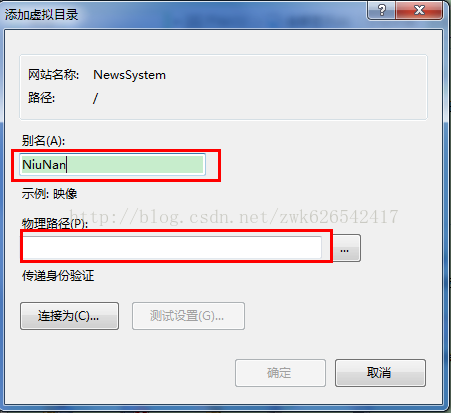 添加虚拟目录
?
网站名称: NewsSystem
路径: /
别名(A):
NiuNan
示例: 映像
http://blog.csdn.net/zwk626542417
物理路径(P):
...
传递身份验证
连接为(C)...
测试设置(G)...
确定
取消